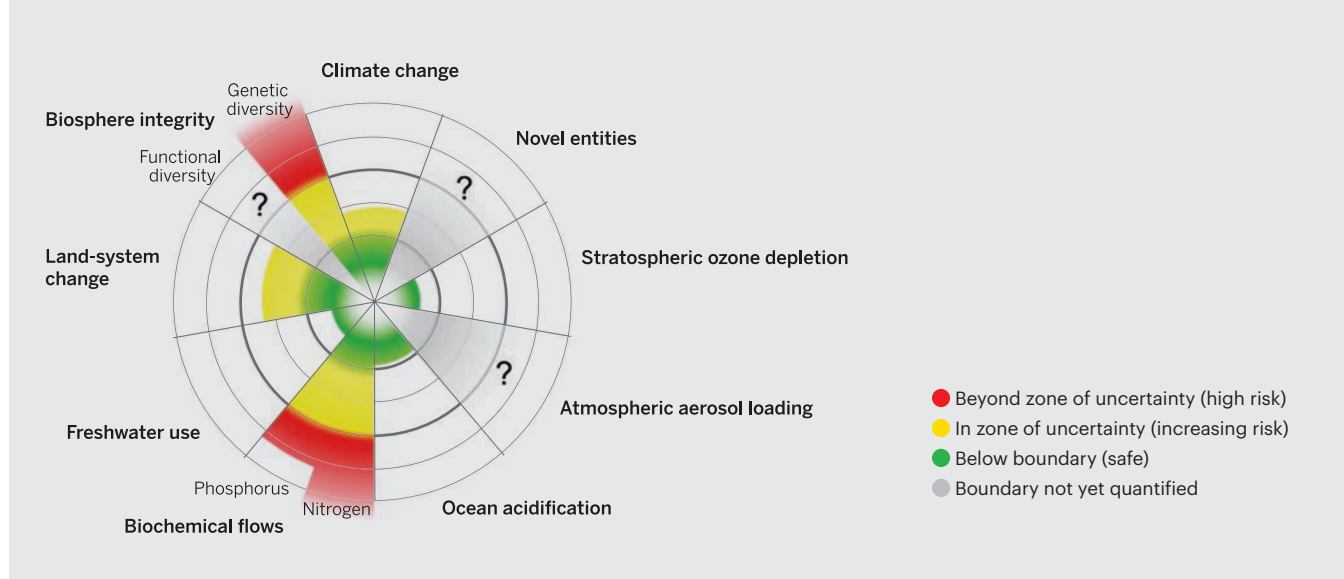 Climate change
Genetic
diversity
Biosphere integrity
Functional
diversity
Novel entities
?
?
Land-system
change
Stratospheric ozone depletion
?
Atmospheric aerosol loading
Freshwater use
Phosphorus
Nitrogen
Biochemical flows
Ocean acidification
Beyond zone of uncertainty (high risk)
In zone of uncertainty (increasing risk)
Below boundary (safe)
Boundary not yet quantified